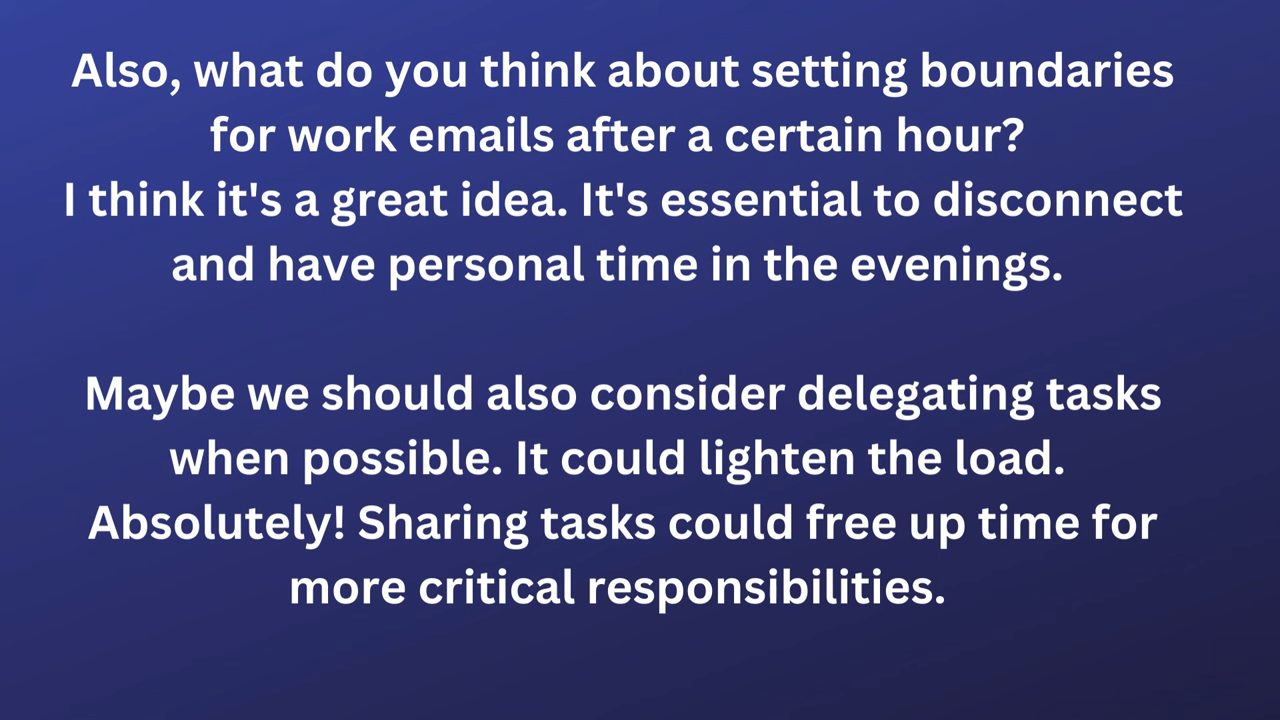 Also, what do you think about setting boundaries
for work emails after a certain hour?
I think it's a great idea. It's essential to disconnect
and have personal time in the evenings.
Maybe we should also consider delegating tasks
when possible. It could lighten the load.
Absolutely! Sharing tasks could free up time for
more critical responsibilities.